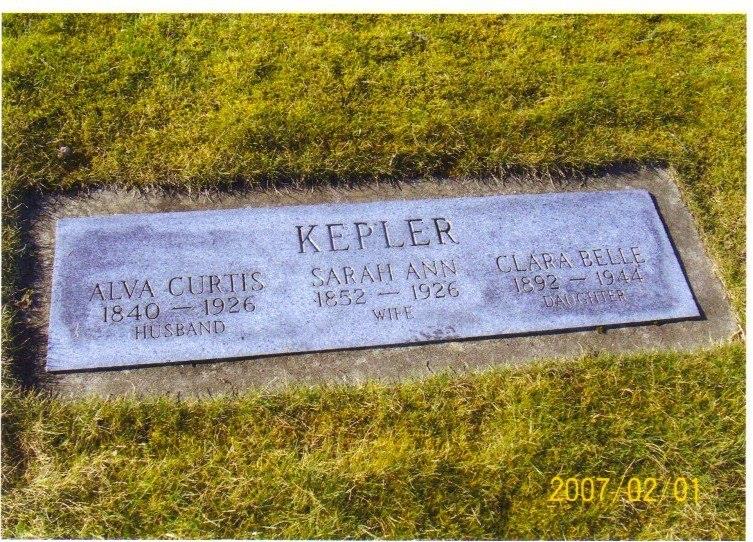 KEPLER
ALVA CURTIS
1840 — 1926
HUSBAND
SARAH ANN
1852 — 1926
WIFE
CLARA BELLE
1892 — 1944
DAUGHTER
2007/02/01